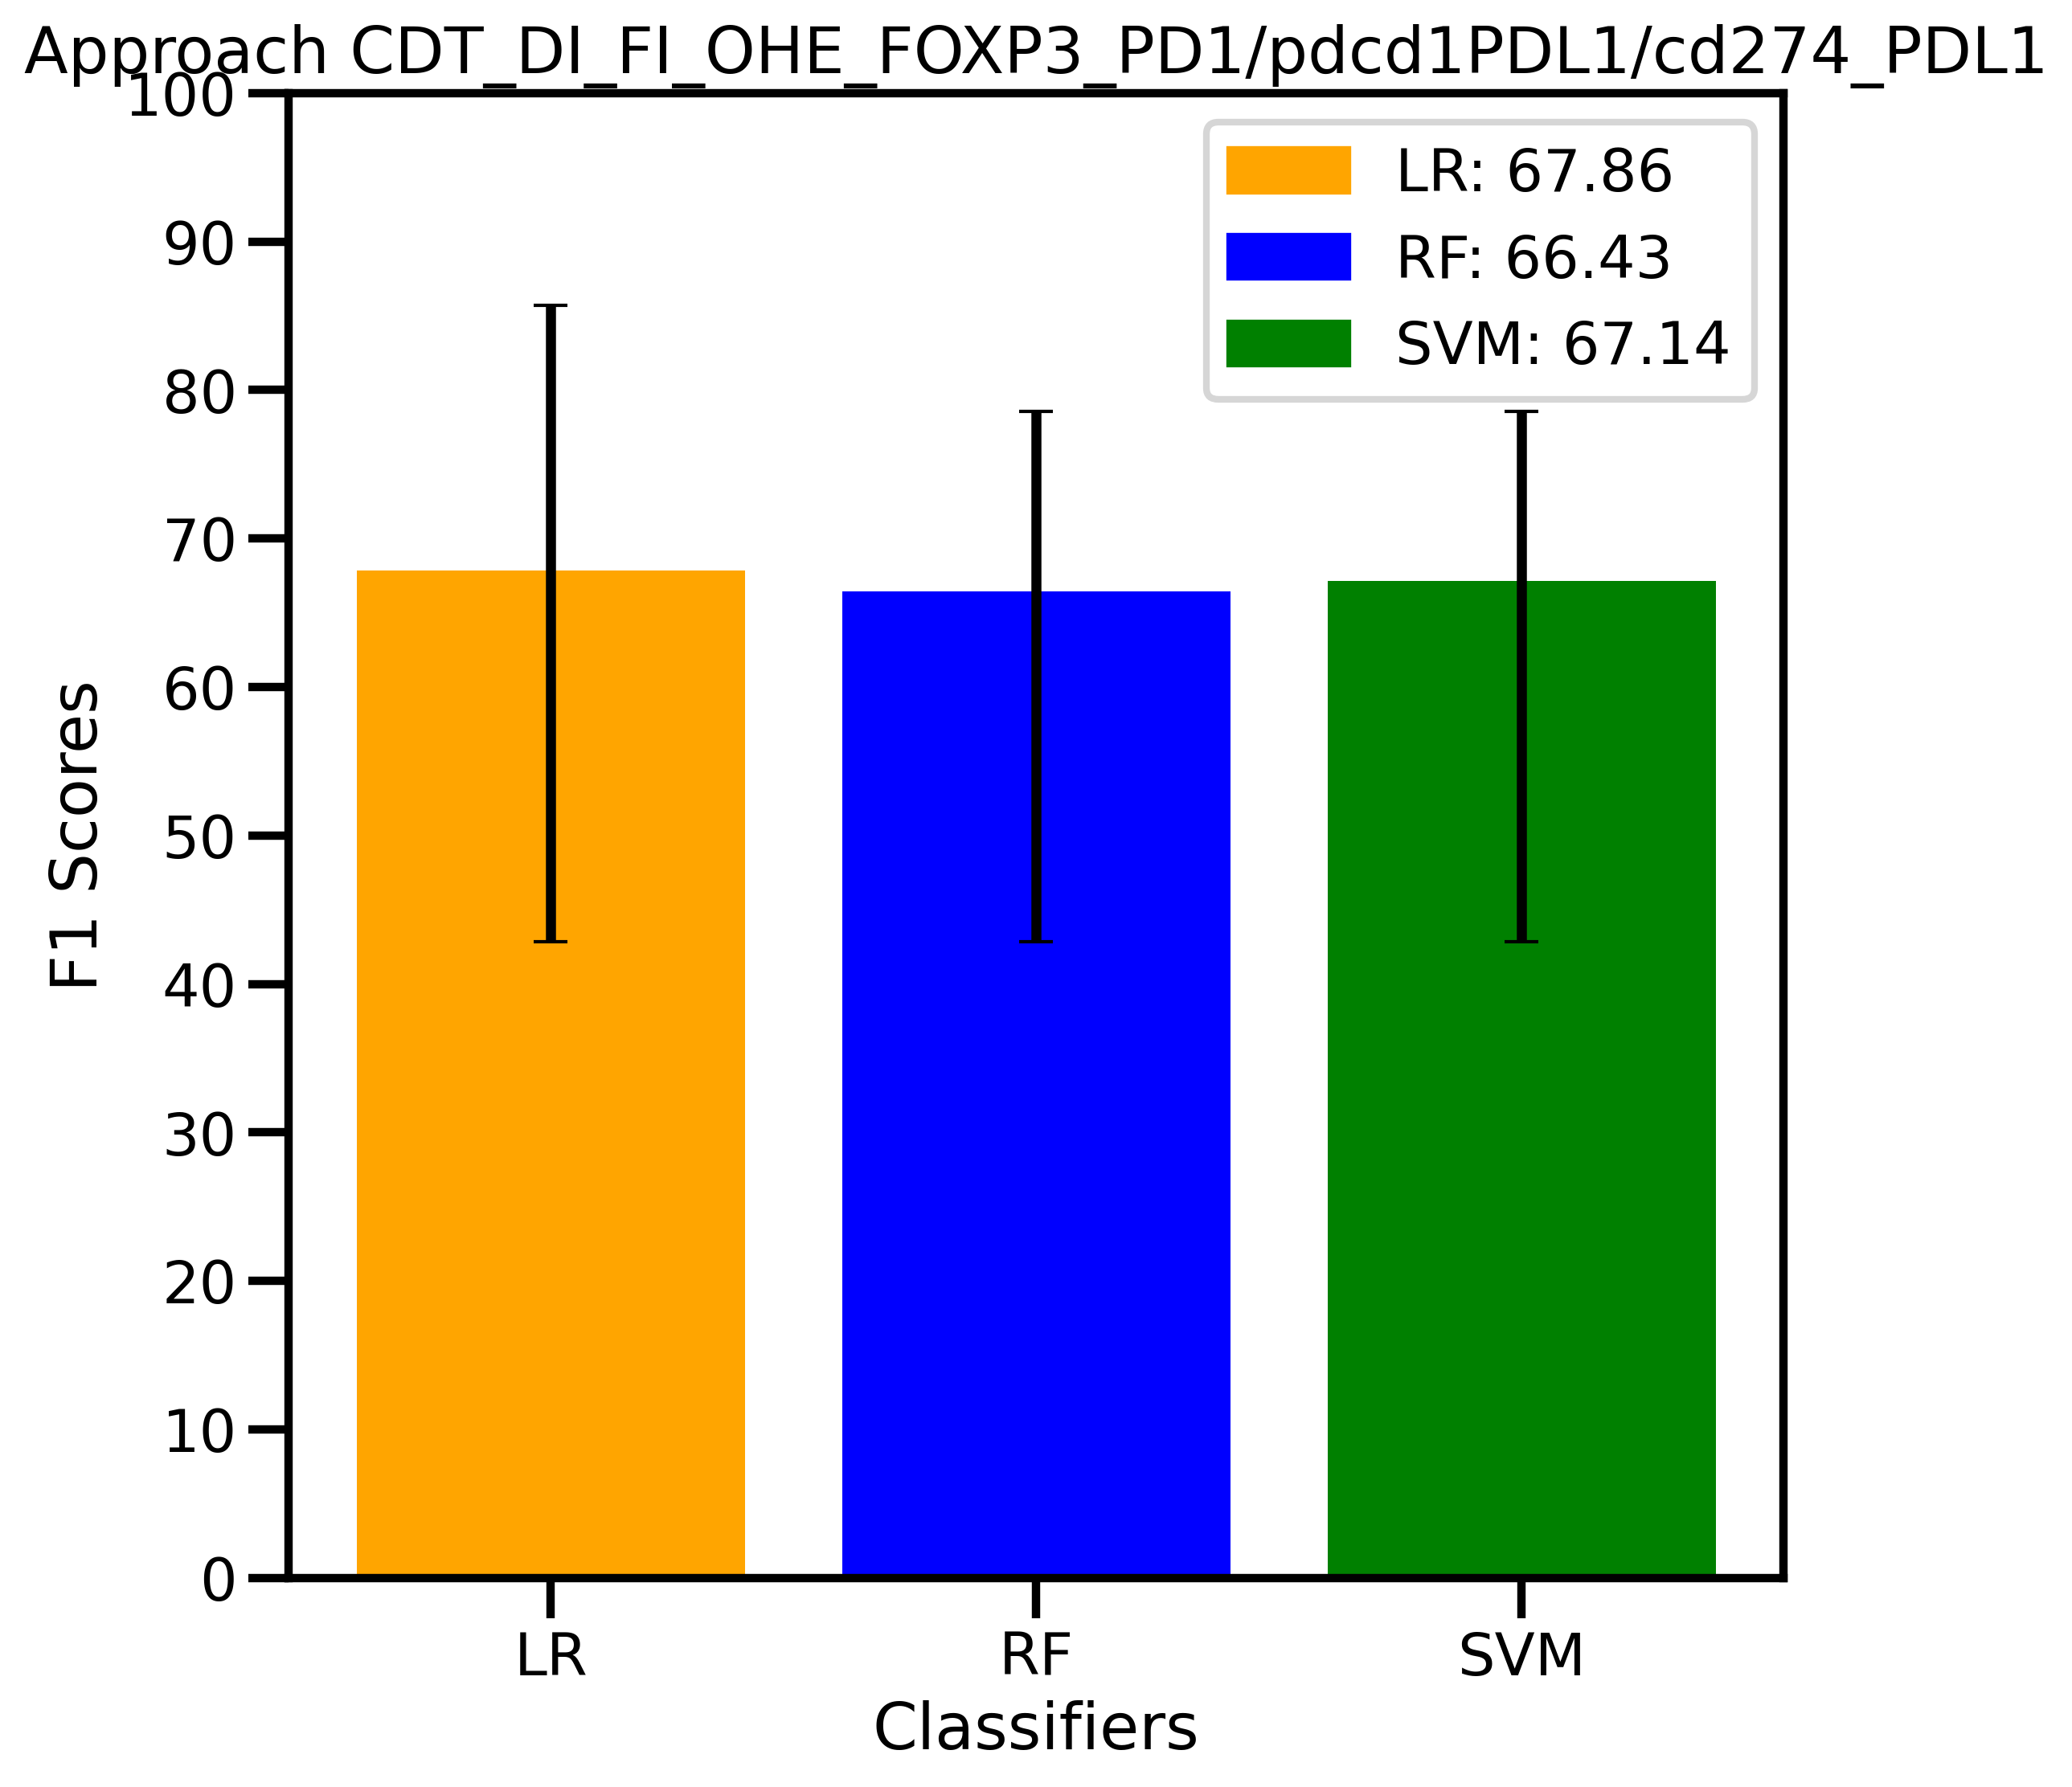 Approach CDT_DI_FI_OHE_FOXP3_PD1/pdcd1PDL1/cd274_PDL1
100
90
80
70
60
50
40
30
20
10
0
F1 Scores
LR: 67.86
RF: 66.43
SVM: 67.14
LR
RF
SVM
Classifiers